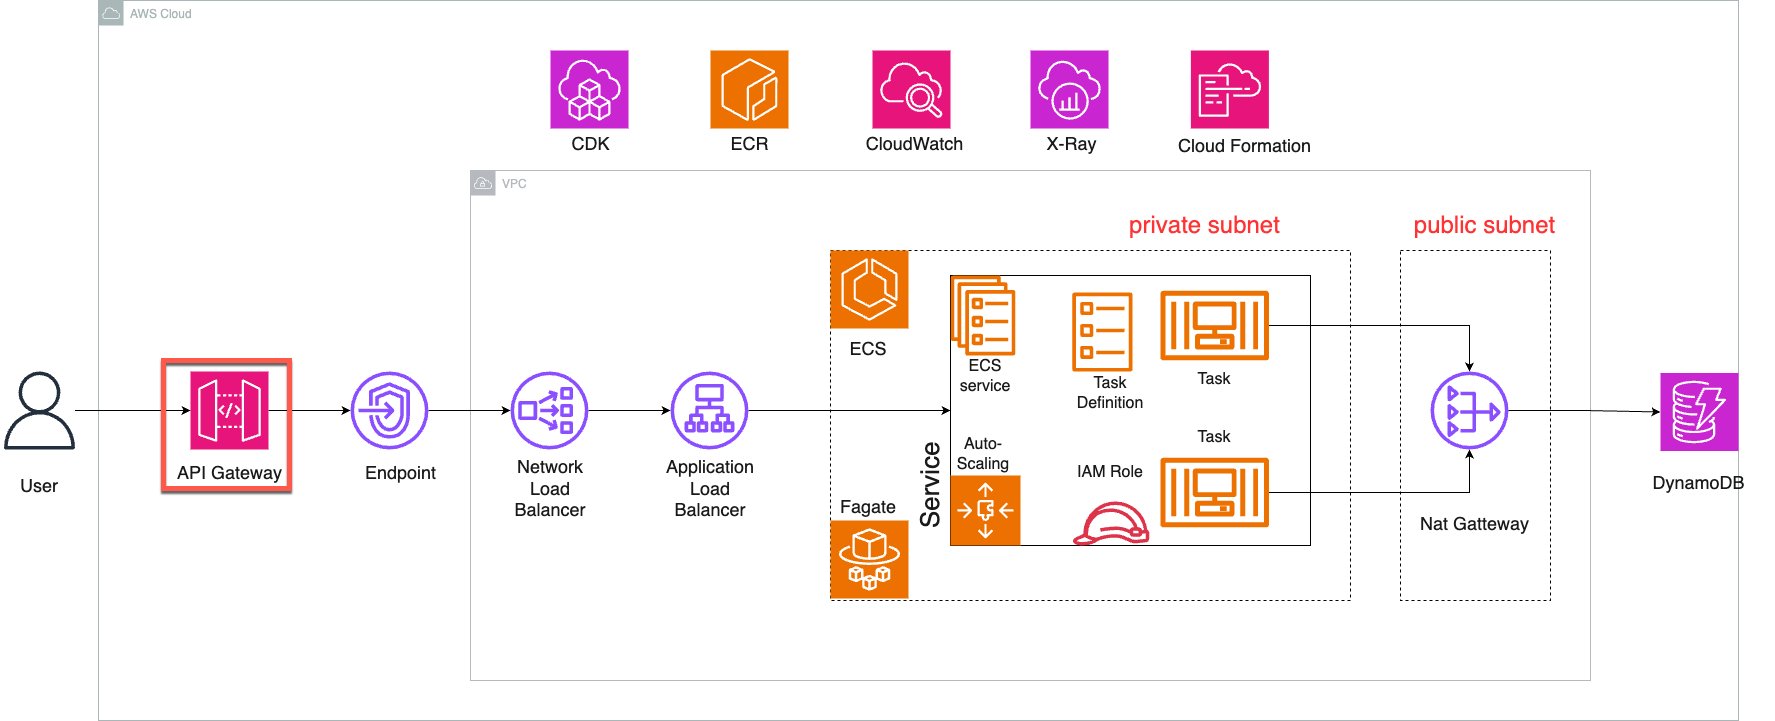 AWS Cloud
CDK
ECR
CloudWatch
X-Ray
Cloud Formation
VPC
private subnet
public subnet
ECS
ECS
service
Task
Definition
Task
User
API Gateway
Endpoint
Network
Load
Balancer
Application
Load
Balancer
Service
Auto-
Scaling
IAM Role
Task
Fagate
Nat Gatteway
DynamoDB